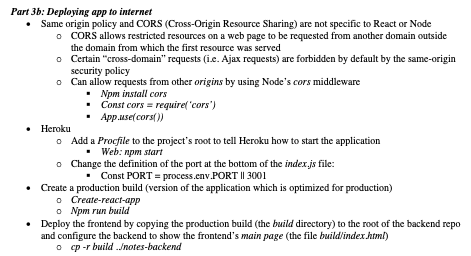 Part 3b: Deploying app to internet
• Same origin policy and CORS (Cross-Origin Resource Sharing) are not specific to React or Node
o CORS allows restricted resources on a web page to be requested from another domain outside
the domain from which the first resource was served
o Certain “cross-domain” requests (i.e. Ajax requests) are forbidden by default by the same-origin
security policy
o Can allow requests from other origins by using Node’s cors middleware
▪ Npm install cors
▪ Const cors = require(‘cors’)
▪ App.use(cors())
• Heroku
o Add a Procfile to the project’s root to tell Heroku how to start the application
▪ Web: npm start
o Change the definition of the port at the bottom of the index.js file:
▪ Const PORT = process.env.PORT || 3001
• Create a production build (version of the application which is optimized for production)
o Create-react-app
o Npm run build
• Deploy the frontend by copying the production build (the build directory) to the root of the backend repo
and configure the backend to show the frontend’s main page (the file build/index.html)
o cp -r build ../notes-backend